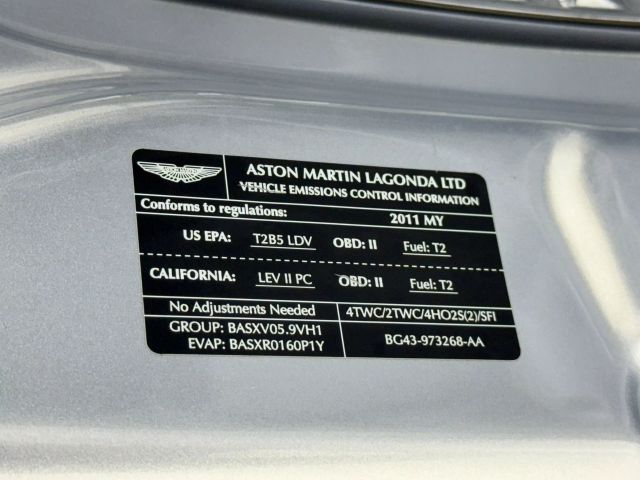 ASTON MARTIN
ASTON MARTIN LAGONDA LTD
VEHICLE EMISSIONS CONTROL INFORMATION
Conforms to regulations: 2011 MY
US EPA: T2B5 LDV OBD: II Fuel: T2
CALIFORNIA: LEV II PC OBD: II Fuel: T2
No Adjustments Needed 4TWC/2TWC/4HO2S(2)/SFI
GROUP: BASXV05.9VH1
EVAP: BASXR0160P1Y
BG43-973268-AA